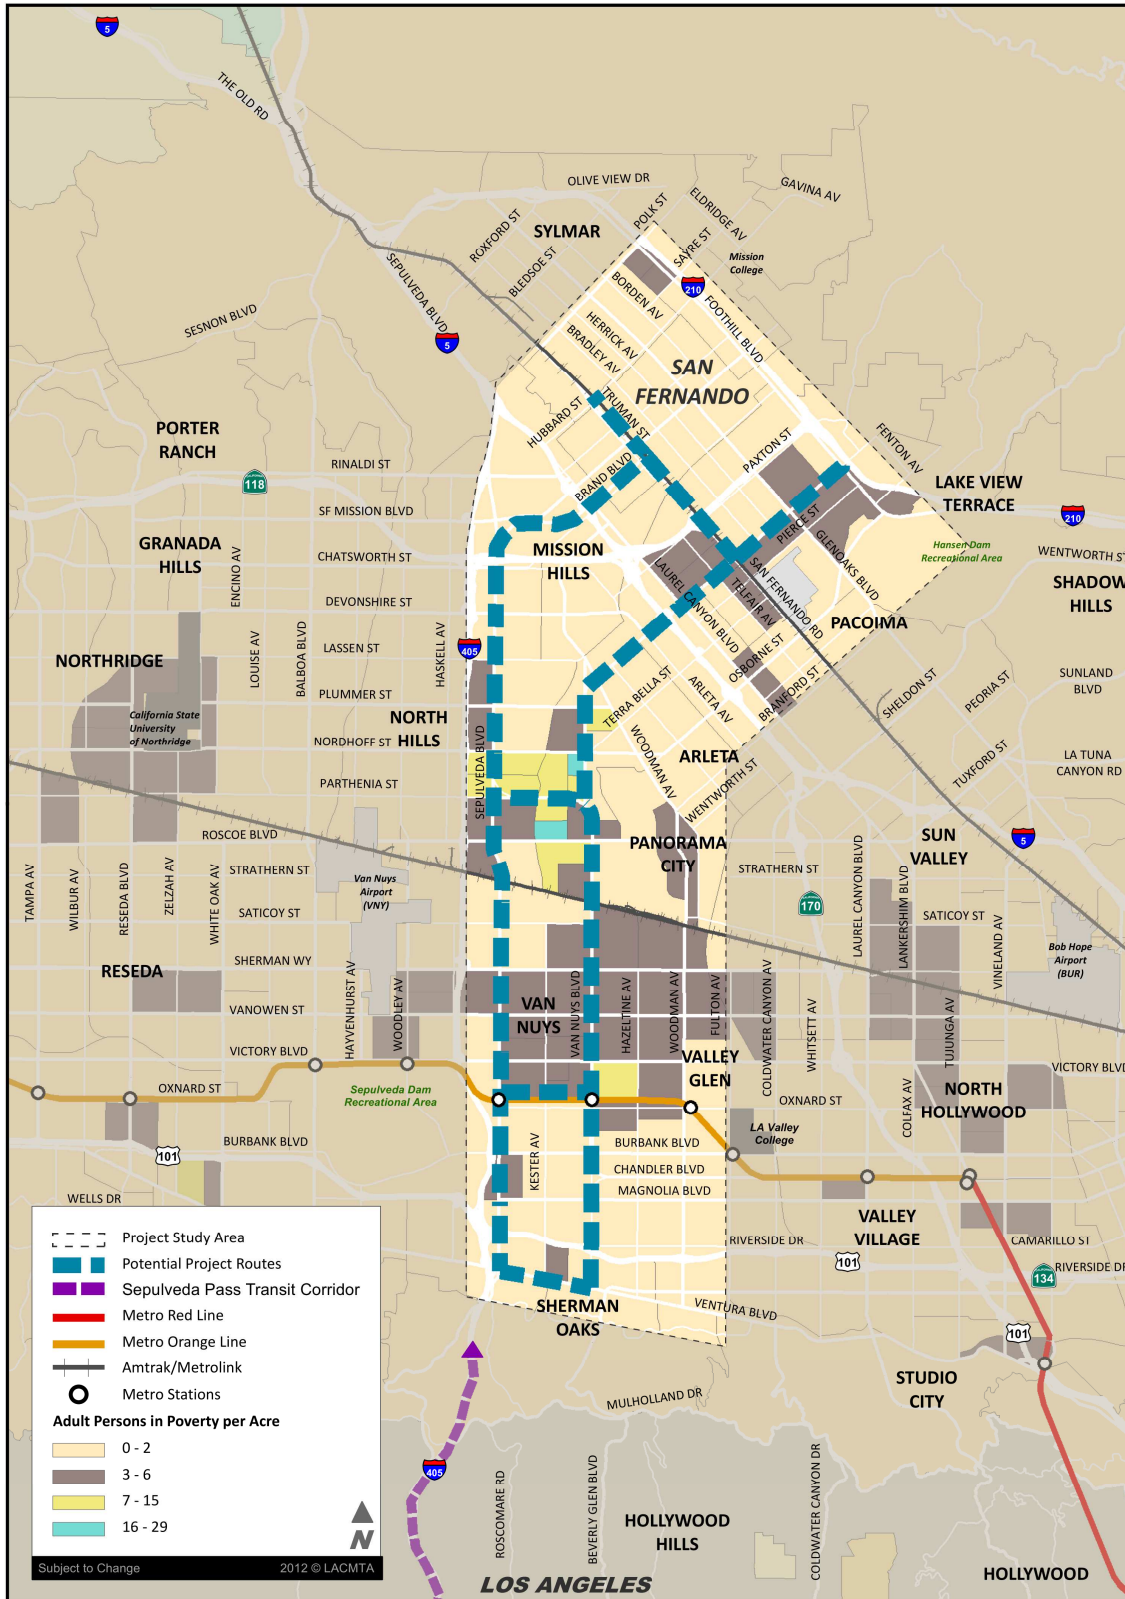 5
THE OLD RD
OLIVE VIEW DR
GAVINA AV
ELDRIDGE AV
POLK ST
SAYRE ST
ROXFORD ST
SYLMAR
BLEDSOE ST
Mission
College
SEPULVEDA BLVD
BORDEN AV
210
FOOTHILL BLVD
SESNON BLVD
5
HERRICK AV
BRADLEY AV
SAN
FERNANDO
TRUMAN ST
HUBBARD ST
PORTER
RANCH
RINALDI ST
BRAND BLVD
PAXTON ST
FENTON AV
118
LAKE VIEW
TERRACE
SF MISSION BLVD
210
PIERCE ST
GRANADA
HILLS
CHATSWORTH ST
MISSION
HILLS
GLENOAKS BLVD
Hansen Dam
Recreational Area
WENTWORTH ST
ENCINO AV
LAUREL CANYON BLVD
TELFAIR AV
SAN FERNANDO RD
SHADOW
HILLS
DEVONSHIRE ST
PACOIMA
LOUISE AV
BALBOA BLVD
HASKELL AV
405
LASSEN ST
NORTHRIDGE
OSBORNE ST
SHELDON ST
PEORIA ST
SUNLAND
BLVD
PLUMMER ST
TERRA BELLA ST
ARLETA AV
BRANFORD ST
California State
University
of Northridge
NORTH
HILLS
NORDHOFF ST
WOODMAN AV
ARLETA
TUXFORD ST
LA TUNA
CANYON RD
PARTHENIA ST
SEPULVEDA BLVD
WENTWORTH ST
ROSCOE BLVD
PANORAMA
CITY
SUN
VALLEY
5
TAMPA AV
WILBUR AV
RESEDA BLVD
ZELZAH AV
WHITE OAK AV
STRATHERN ST
Van Nuys
Airport
(VNY)
STRATHERN ST
170
LAUREL CANYON BLVD
LANKERSHIM BLVD
SATICOY ST
SATICOY ST
VINELAND AV
Bob Hope
Airport
(BUR)
RESEDA
SHERMAN WY
HAYVENHURST AV
WOODLEY AV
VAN
NUYS
VAN NUYS BLVD
HAZELTINE AV
WOODMAN AV
FULTON AV
COLDWATER CANYON AV
WHITSETT AV
TUJUNGA AV
VANOWEN ST
VICTORY BLVD
VALLEY
GLEN
VICTORY BLVD
OXNARD ST
Sepulveda Dam
Recreational Area
OXNARD ST
COLFAX AV
NORTH
HOLLYWOOD
LA Valley
College
BURBANK BLVD
101
KESTER AV
BURBANK BLVD
CHANDLER BLVD
MAGNOLIA BLVD
WELLS DR
VALLEY
VILLAGE
RIVERSIDE DR
101
CAMARILLO ST
134
RIVERSIDE DR
SHERMAN
OAKS
VENTURA BLVD
101
STUDIO
CITY
MULHOLLAND DR
405
ROSCOMARE RD
BEVERLY GLEN BLVD
COLDWATER CANYON DR
HOLLYWOOD
HILLS
HOLLYWOOD
LOS ANGELES
Project Study Area
Potential Project Routes
Sepulveda Pass Transit Corridor
Metro Red Line
Metro Orange Line
Amtrak/Metrolink
Metro Stations
Adult Persons in Poverty per Acre
0 - 2
3 - 6
7 - 15
16 - 29
N
Subject to Change
2012 © LACMTA